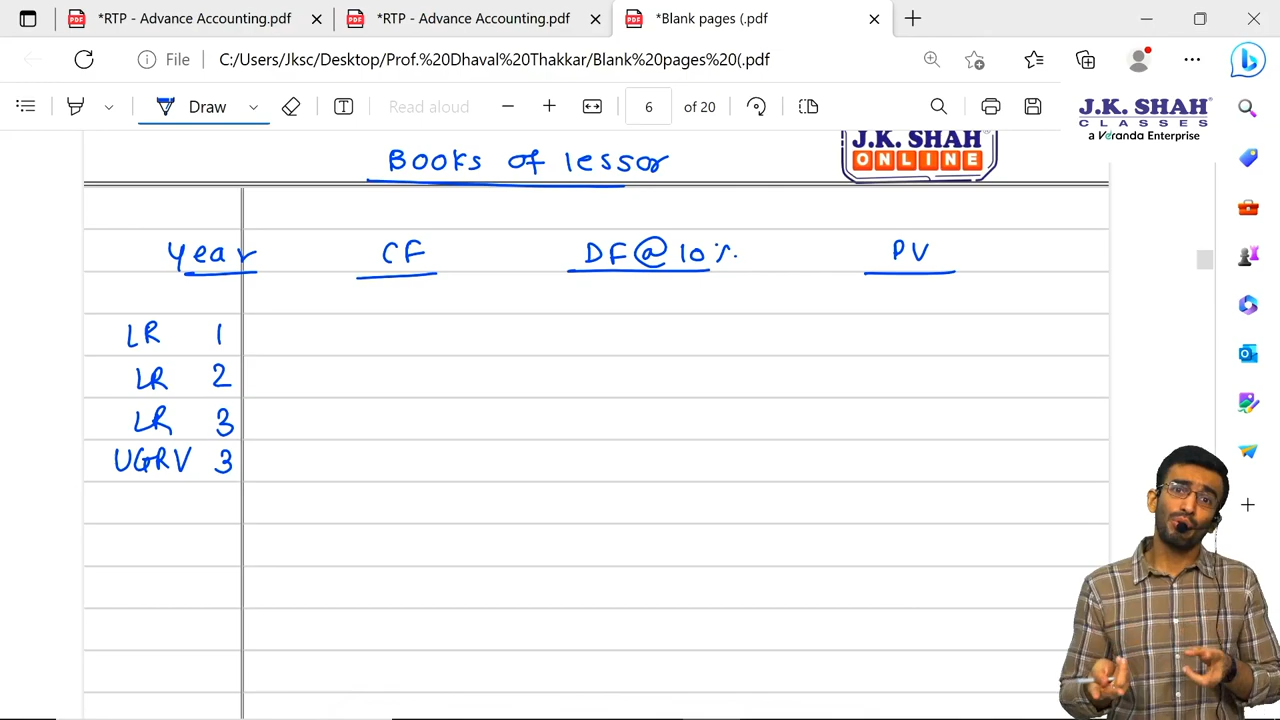 *RTP - Advance Accounting.pdf
*RTP - Advance Accounting.pdf
*Blank pages (.pdf
File C:/Users/Jksc/Desktop/Prof.%20Dhaval%20Thakkar/Blank%20pages%20(.pdf
Draw
Read aloud
6 of 20
J.K. SHAH®
CLASSES
a Veranda Enterprise
J.K. SHAH®
ONLINE
Books of lessor
Year CF DF@10% PV
LR 1
LR 2
LR 3
UGRV 3